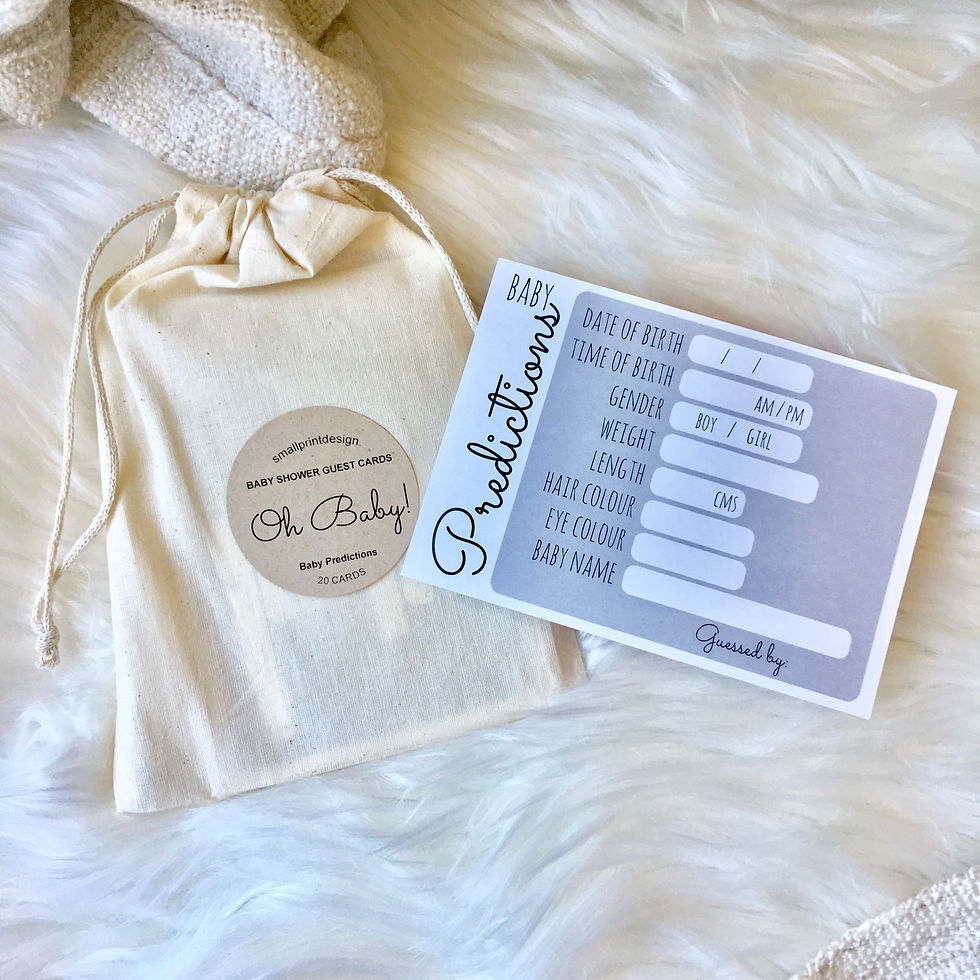 smallprintdesign.
BABY SHOWER GUEST CARDS
Oh Baby!
Baby Predictions
20 CARDS
BABY
Predictions
DATE OF BIRTH / /
TIME OF BIRTH AM / PM
GENDER BOY / GIRL
WEIGHT
LENGTH CMS
HAIR COLOUR
EYE COLOUR
BABY NAME
Guessed by: